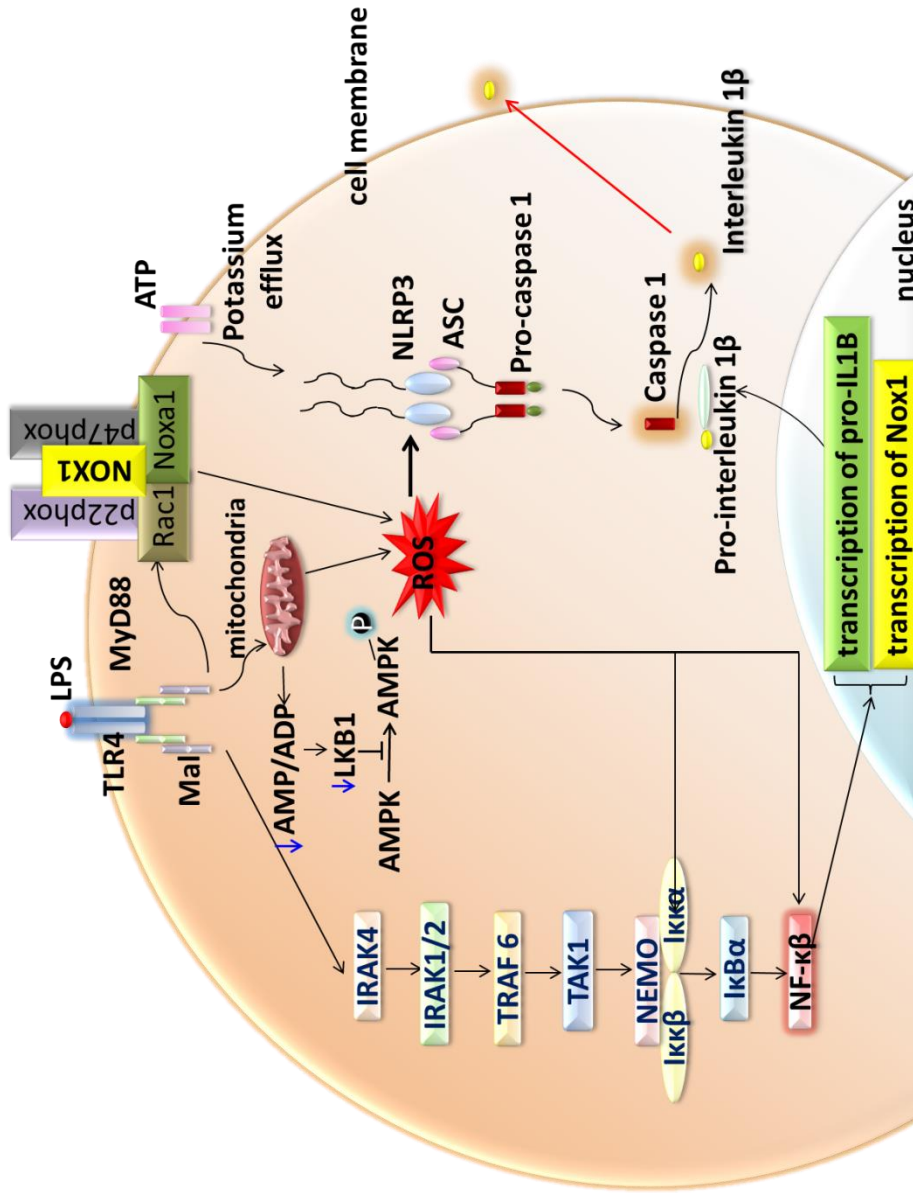 LPS
TLR4
MyD88
Mal
p22phox
NOX1
p47phox
Rac1
Noxa1
ATP
Potassium
efflux
cell membrane
mitochondria
AMP/ADP
LKB1
AMPK
AMPK
P
ROS
NLRP3
ASC
Pro-caspase 1
Caspase 1
Pro-interleukin 1β
Interleukin 1β
IRAK4
IRAK1/2
TRAF 6
TAK1
NEMO
Iκκβ
Iκκα
IκBα
NF-κβ
transcription of pro-IL1B
transcription of Nox1
nucleus